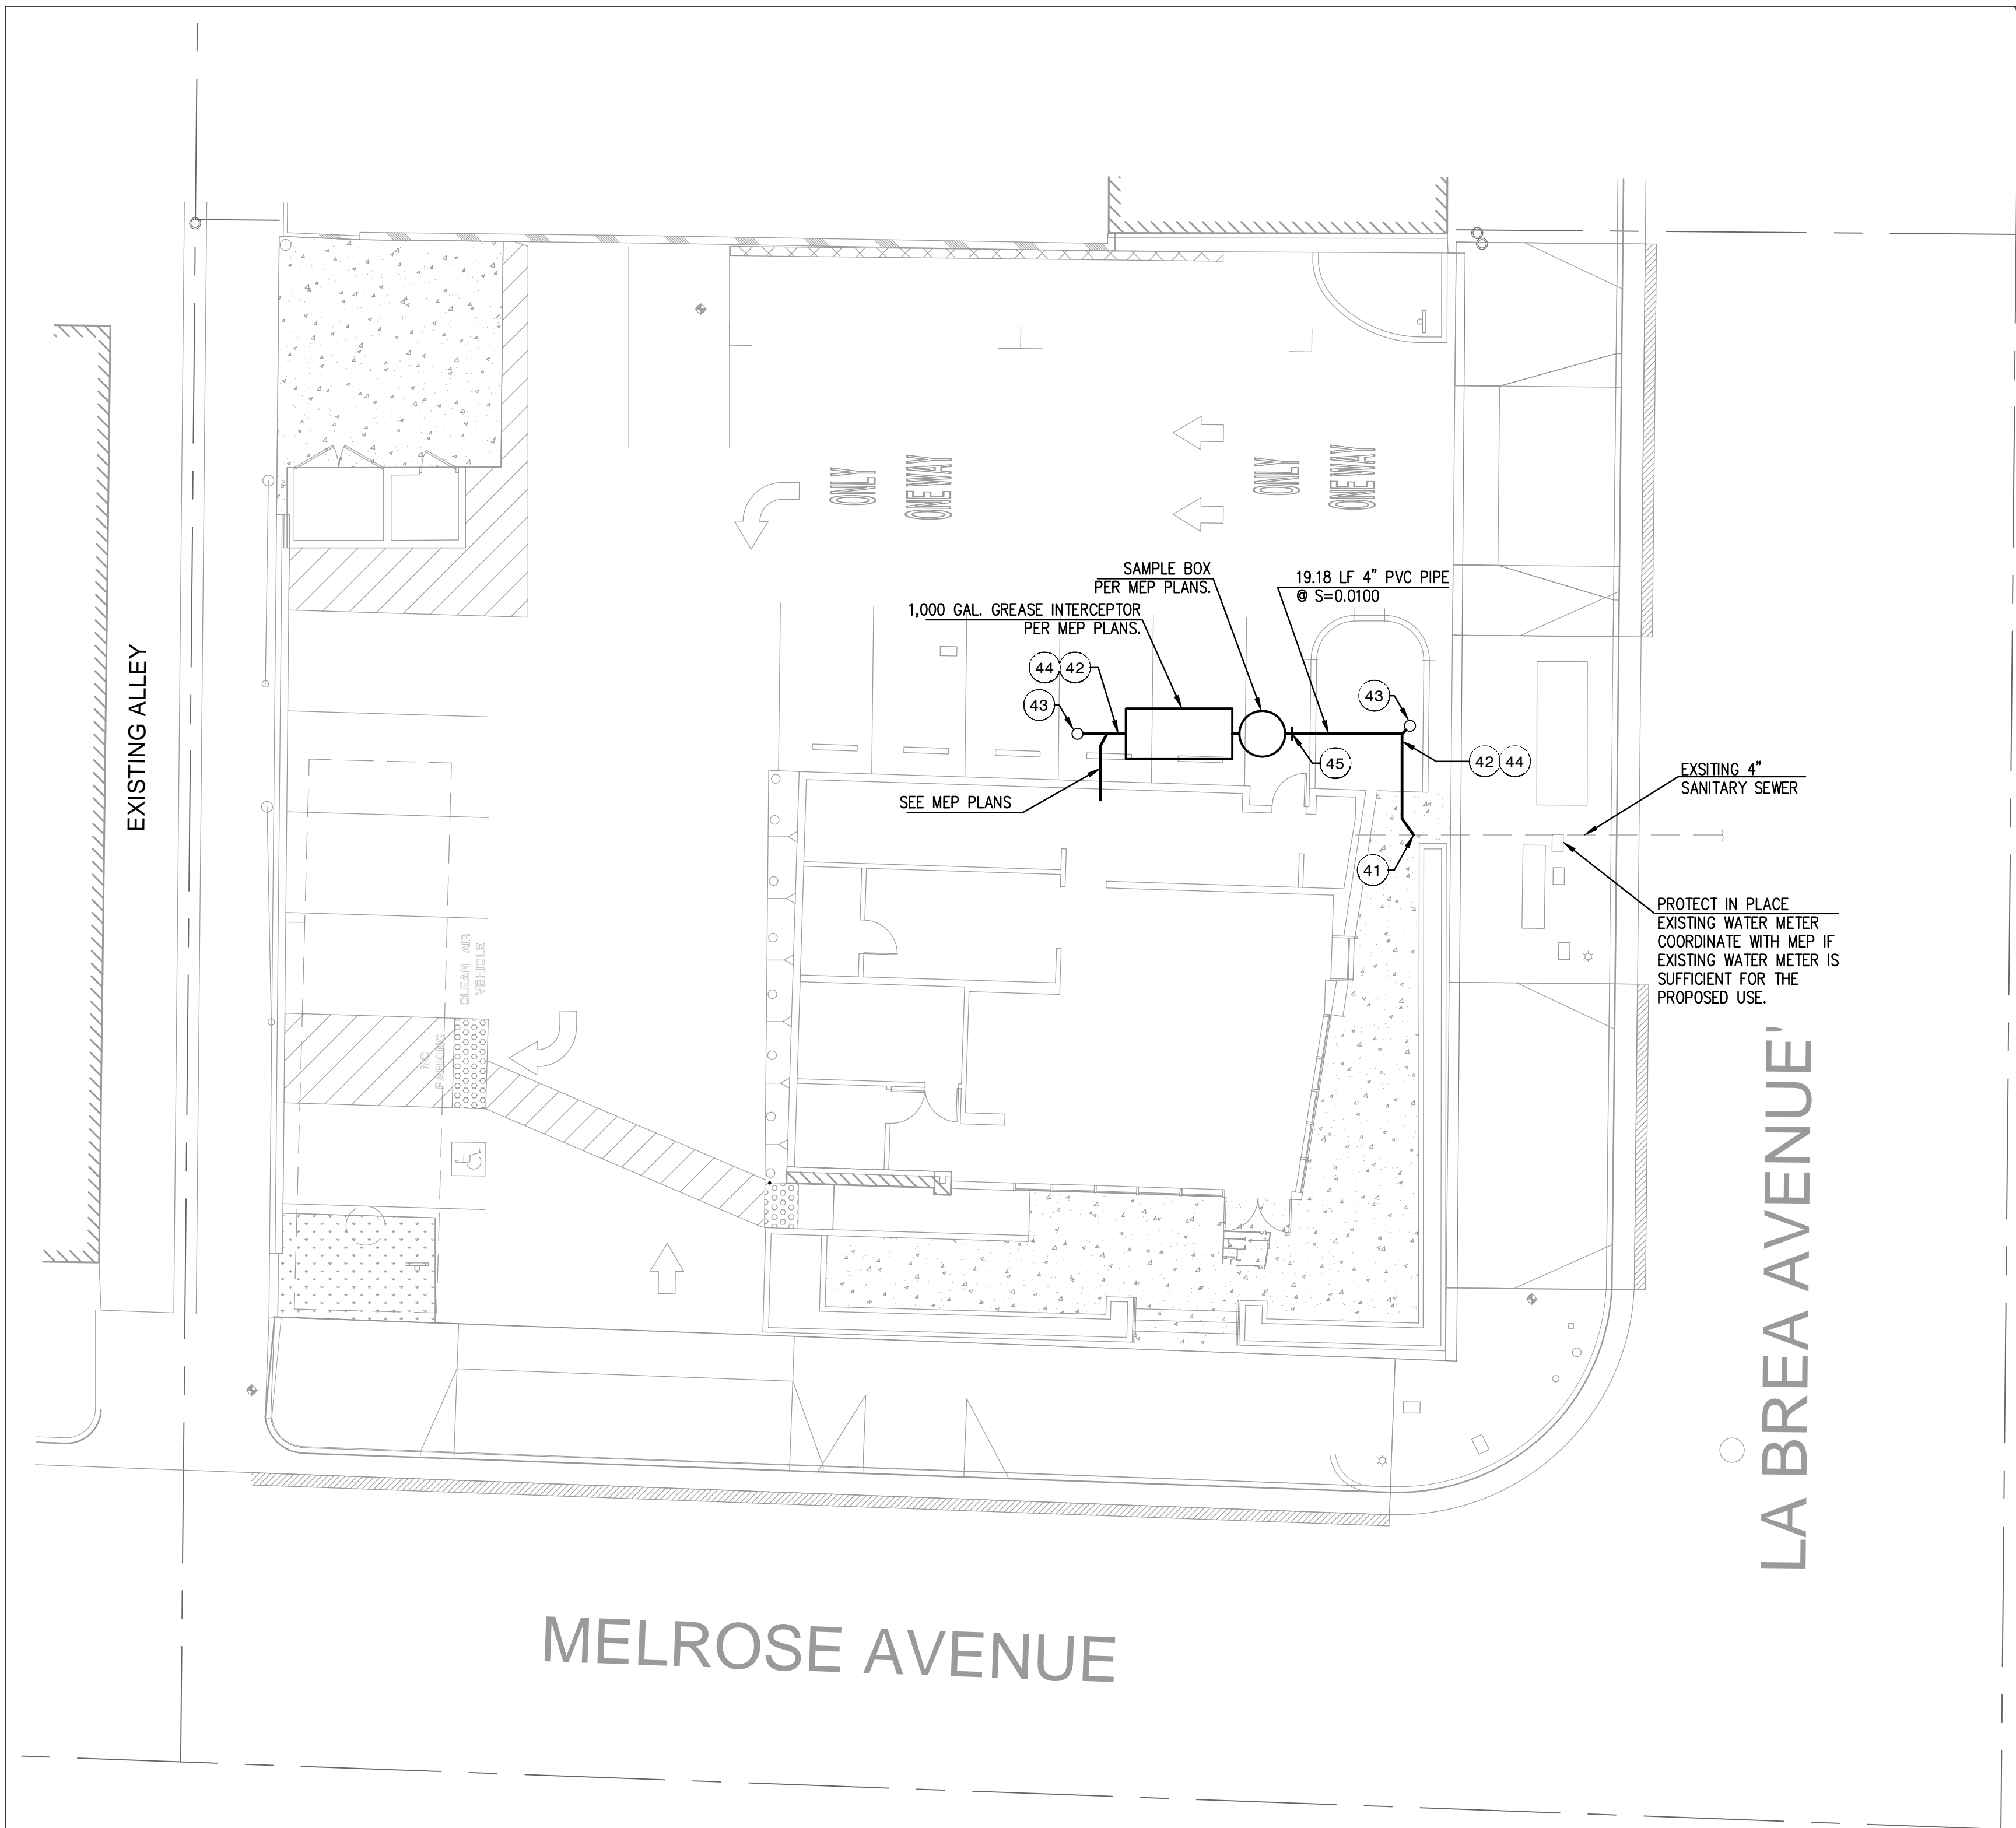 ONLY
ONE WAY
ONLY
ONE WAY
SAMPLE BOX
PER MEP PLANS.
19.18 LF 4" PVC PIPE
@ S=0.0100
1,000 GAL. GREASE INTERCEPTOR
PER MEP PLANS.
44 42
43
43
45
42 44
EXSITING 4"
SANITARY SEWER
SEE MEP PLANS
41
EXISTING ALLEY
PROTECT IN PLACE
EXISTING WATER METER
COORDINATE WITH MEP IF
EXISTING WATER METER IS
SUFFICIENT FOR THE
PROPOSED USE.
CLEAN AIR
VEHICLE
NO
PARKING
LA BREA AVENUE'
MELROSE AVENUE